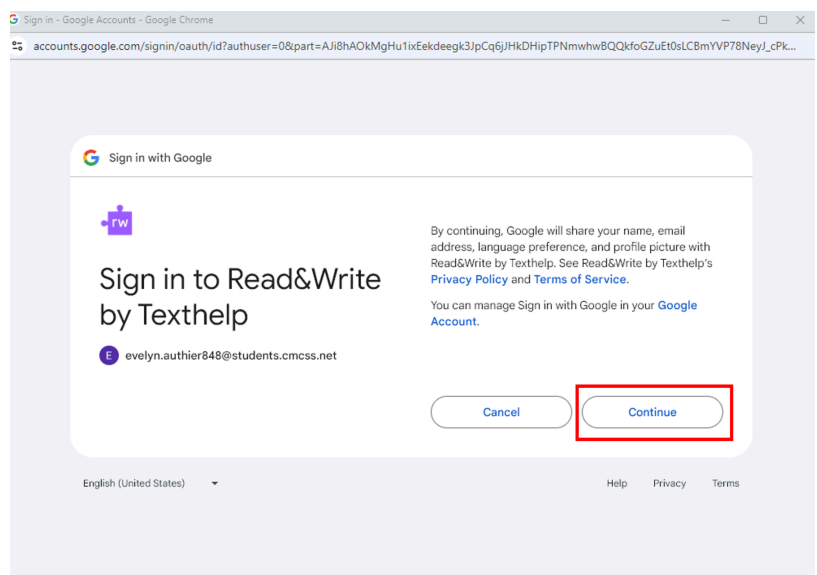 Sign in - Google Accounts - Google Chrome
accounts.google.com/signin/oauth/id?authuser=0&part=AJi8hAOkMgHu1ixEekdeegk3JpCq6jJHkDHipTPNmwhwBQQkfoGZuEt0sLCBmYVP78NeyJ_cPk...
Sign in with Google
rw
Sign in to Read&Write
by Texthelp
E evelyn.authier848@students.cmcss.net
By continuing, Google will share your name, email
address, language preference, and profile picture with
Read&Write by Texthelp. See Read&Write by Texthelp's
Privacy Policy and Terms of Service.
You can manage Sign in with Google in your Google
Account.
Cancel
Continue
English (United States)
Help Privacy Terms